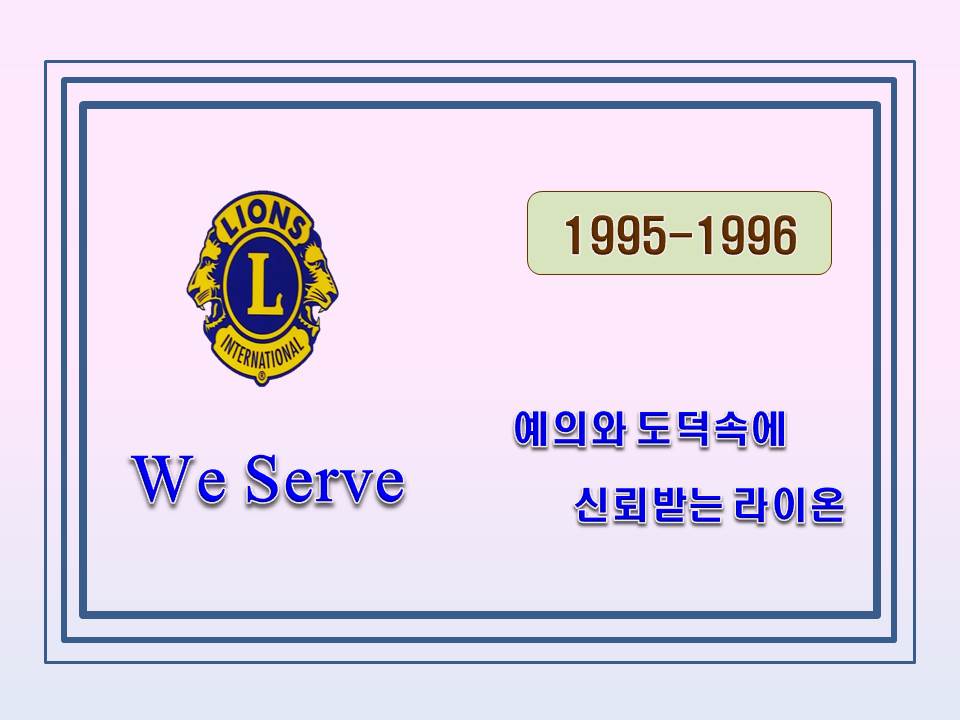 LIONS
L
INTERNATIONAL
®
We Serve
1995-1996
예의와 도덕속에
신뢰받는 라이온